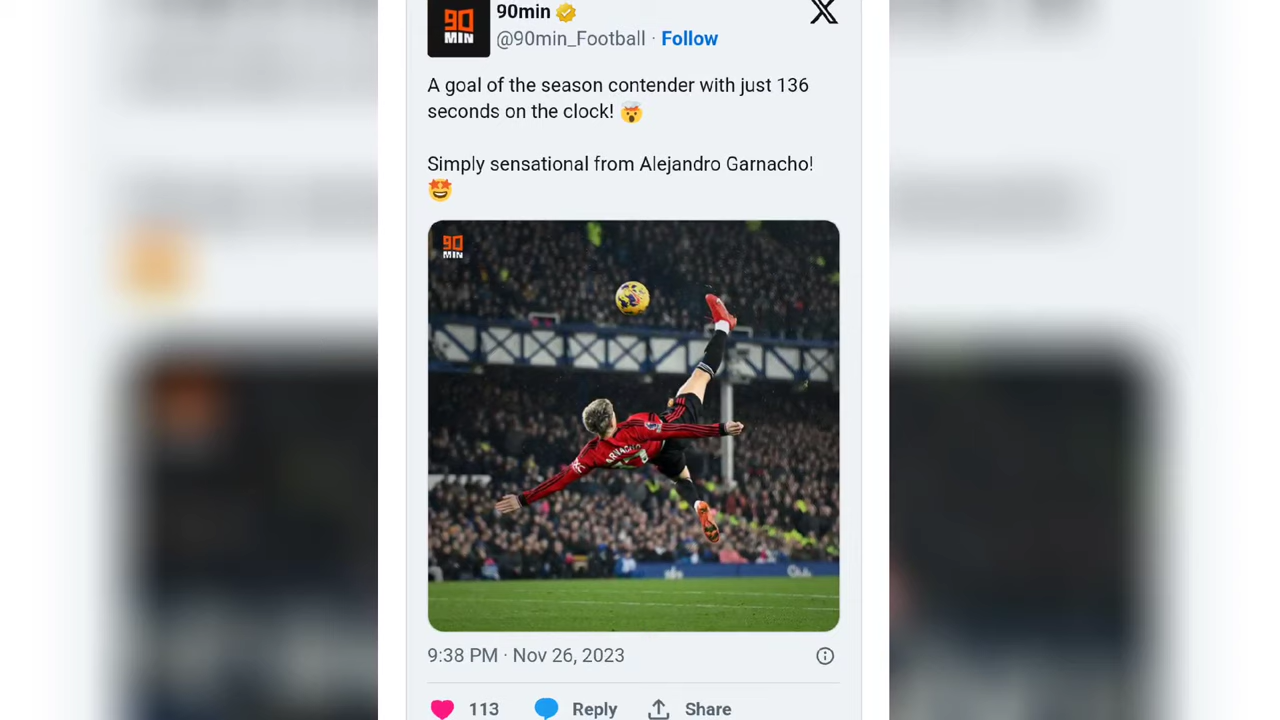 90
MIN
90min
@90min_Football · Follow
A goal of the season contender with just 136
seconds on the clock! 🤯
Simply sensational from Alejandro Garnacho!
🤩
90
MIN
9:38 PM · Nov 26, 2023
113 Reply Share